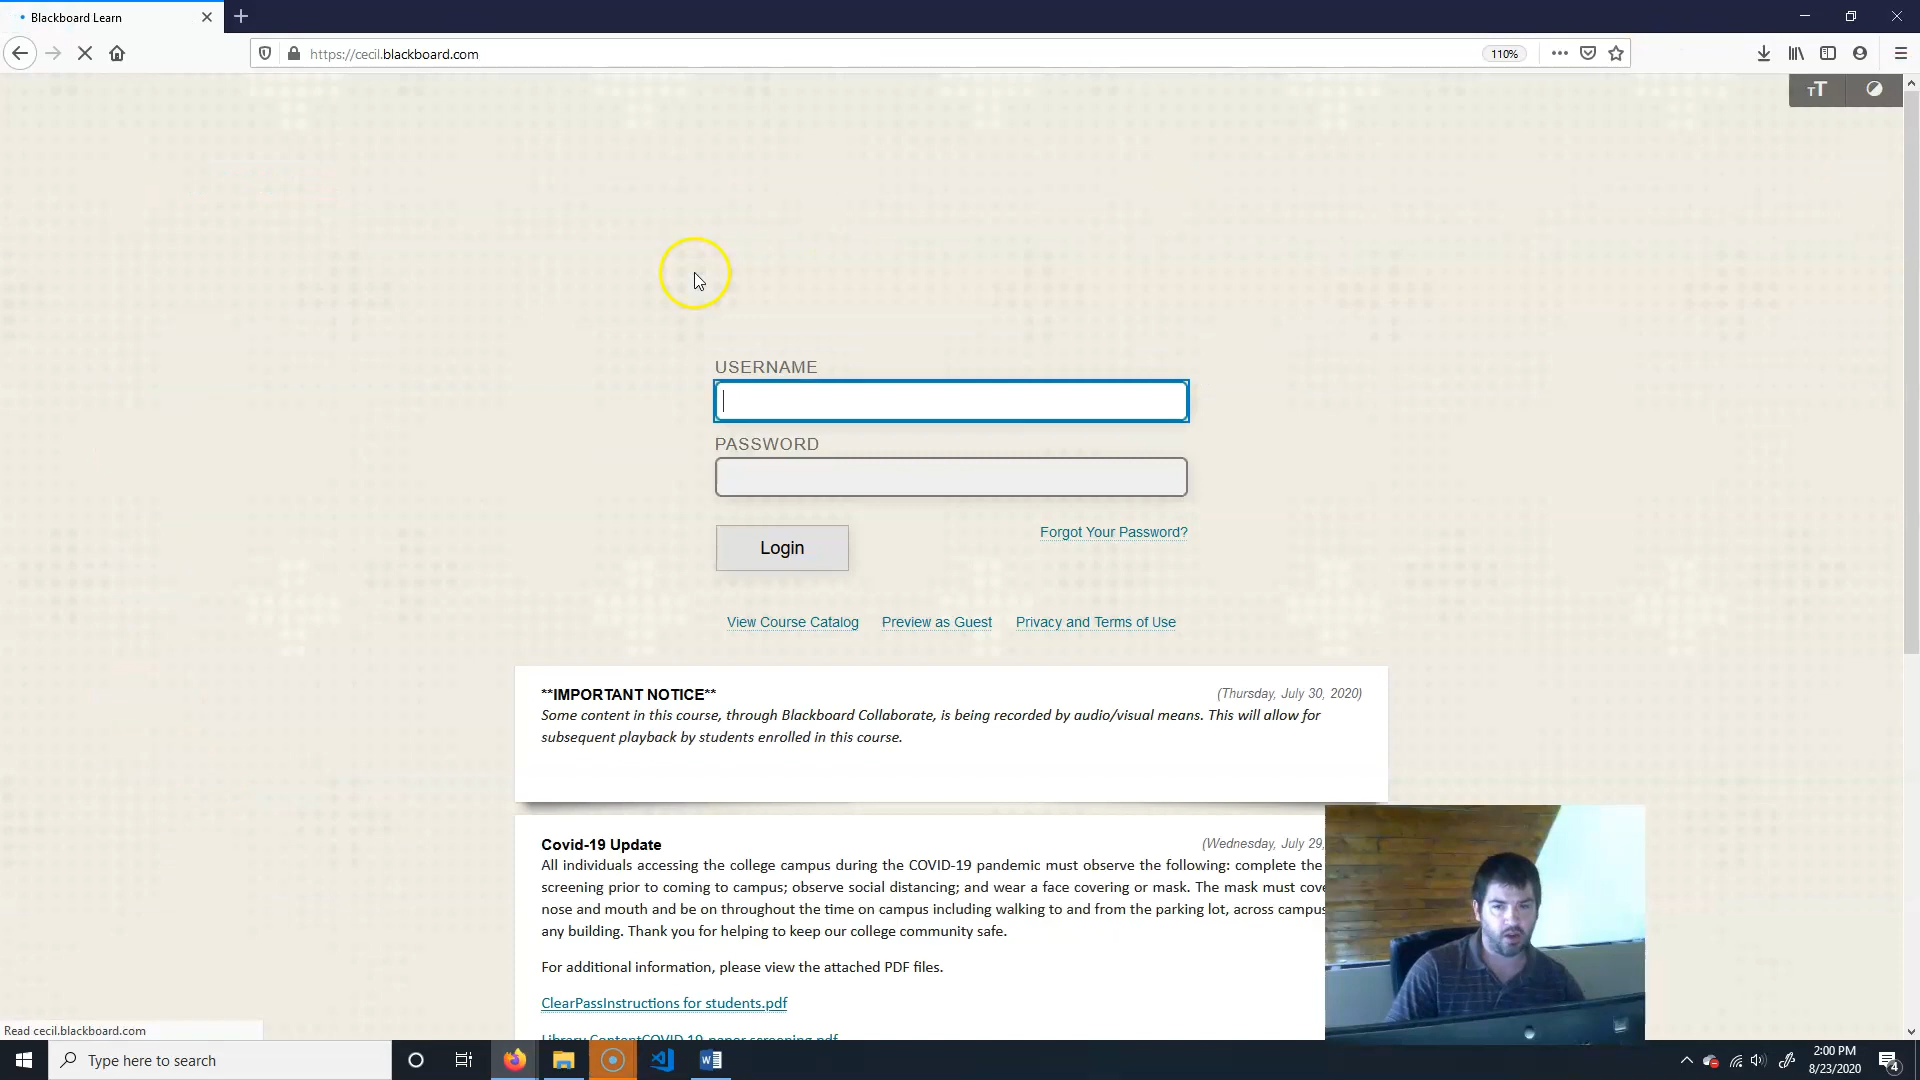 Blackboard Learn
https://cecil.blackboard.com
110%
TT
USERNAME
PASSWORD
Login
Forgot Your Password?
View Course Catalog
Preview as Guest
Privacy and Terms of Use
**IMPORTANT NOTICE**
(Thursday, July 30, 2020)
Some content in this course, through Blackboard Collaborate, is being recorded by audio/visual means. This will allow for
subsequent playback by students enrolled in this course.
Covid-19 Update
(Wednesday, July 29,
All individuals accessing the college campus during the COVID-19 pandemic must observe the following: complete the
screening prior to coming to campus; observe social distancing; and wear a face covering or mask. The mask must cove
nose and mouth and be on throughout the time on campus including walking to and from the parking lot, across campus
any building. Thank you for helping to keep our college community safe.
For additional information, please view the attached PDF files.
ClearPassInstructions for students.pdf
Library ContentCOVID-19-paper screening.pdf
Read cecil.blackboard.com
Type here to search
2:00 PM
8/23/2020
4